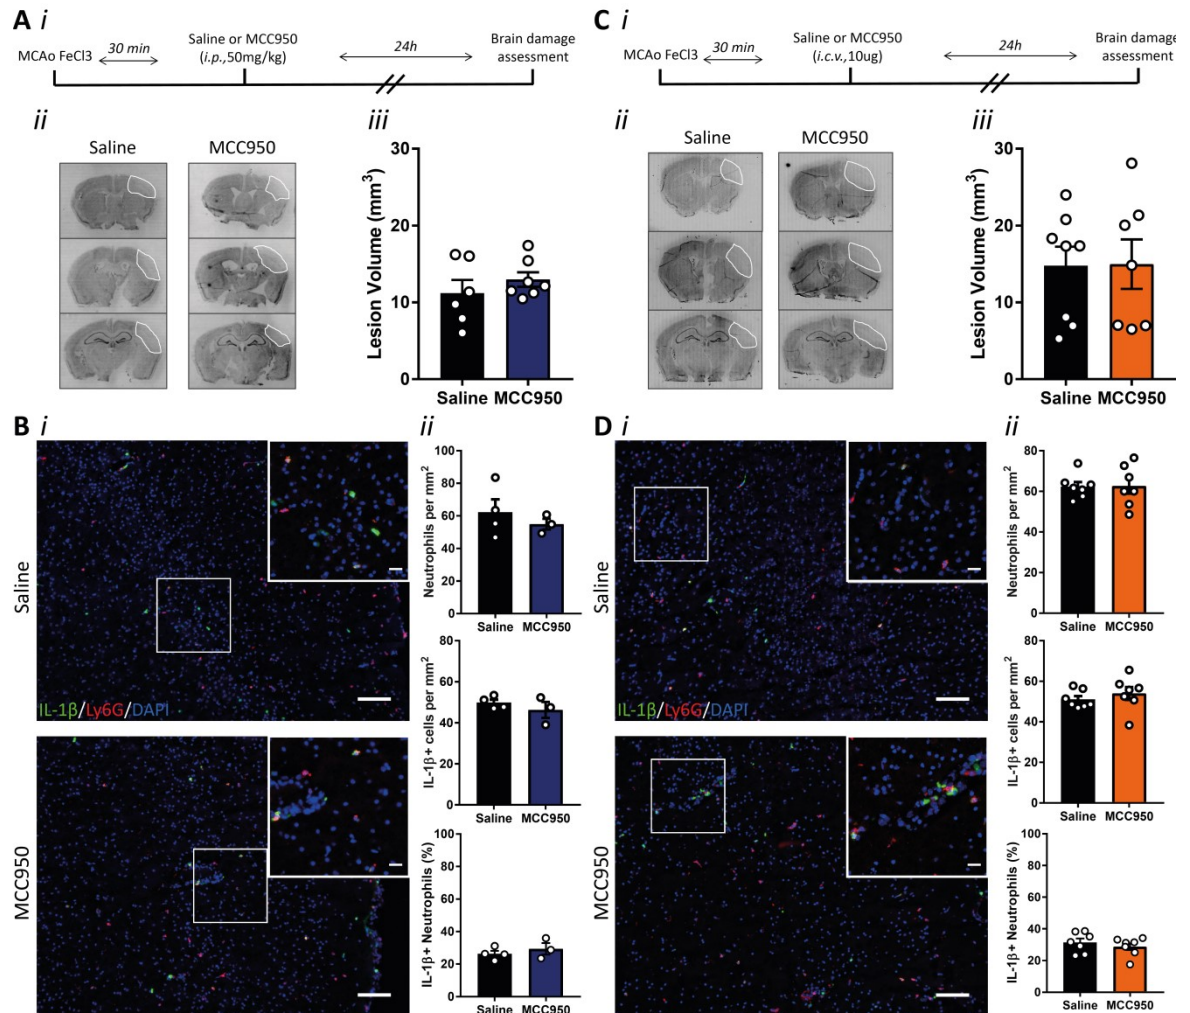 A i
MCAo FeCl3
30 min
Saline or MCC950
(i.p.,50mg/kg)
24h
Brain damage
assessment
ii
Saline
MCC950
iii
Lesion Volume (mm³)
30
20
10
0
Saline MCC950
C i
MCAo FeCl3
30 min
Saline or MCC950
(i.c.v.,10ug)
24h
Brain damage
assessment
ii
Saline
MCC950
iii
Lesion Volume (mm³)
30
20
10
0
Saline MCC950
B i
Saline
IL-1β/Ly6G/DAPI
MCC950
ii
Neutrophils per mm²
100
80
60
40
20
0
Saline MCC950
IL-1β+ cells per mm²
80
60
40
20
0
Saline MCC950
IL-1β+ Neutrophils (%)
100
80
60
40
20
0
Saline MCC950
D i
Saline
IL-1β/Ly6G/DAPI
MCC950
ii
Neutrophils per mm²
80
60
40
20
0
Saline MCC950
IL-1β+ cells per mm²
80
60
40
20
0
Saline MCC950
IL-1β+ Neutrophils (%)
100
80
60
40
20
0
Saline MCC950